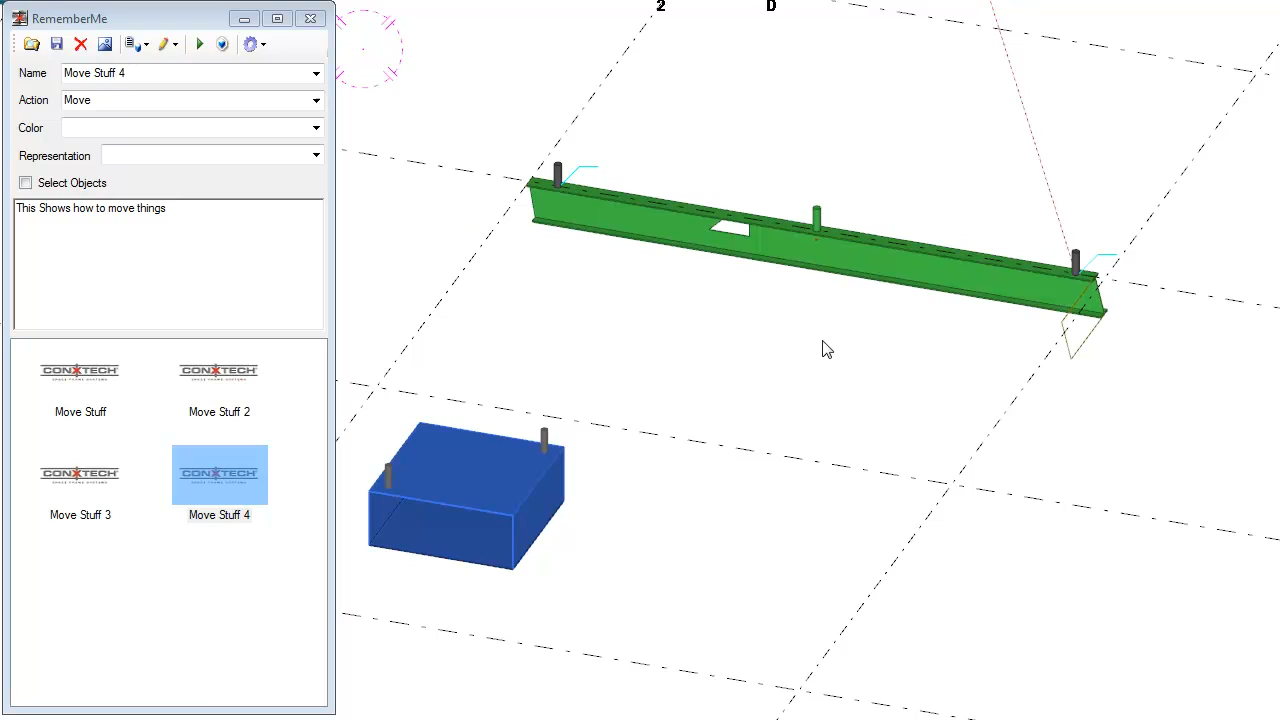 RememberMe
2 D
Name Move Stuff 4
Action Move
Color
Representation
Select Objects
This Shows how to move things
CONXTECH
CONXTECH
Move Stuff
Move Stuff 2
CONXTECH
CONXTECH
Move Stuff 3
Move Stuff 4